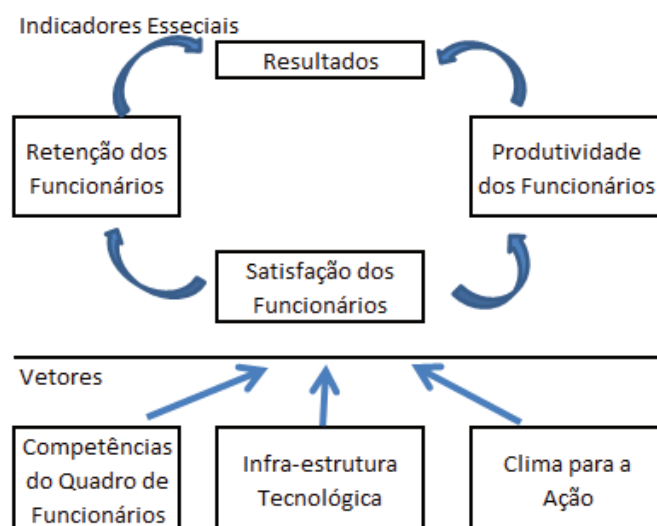 Indicadores Esseciais
Resultados
Retenção dos
Funcionários
Produtividade
dos Funcionários
Satisfação dos
Funcionários
Vetores
Competências
do Quadro de
Funcionários
Infra-estrutura
Tecnológica
Clima para a
Ação